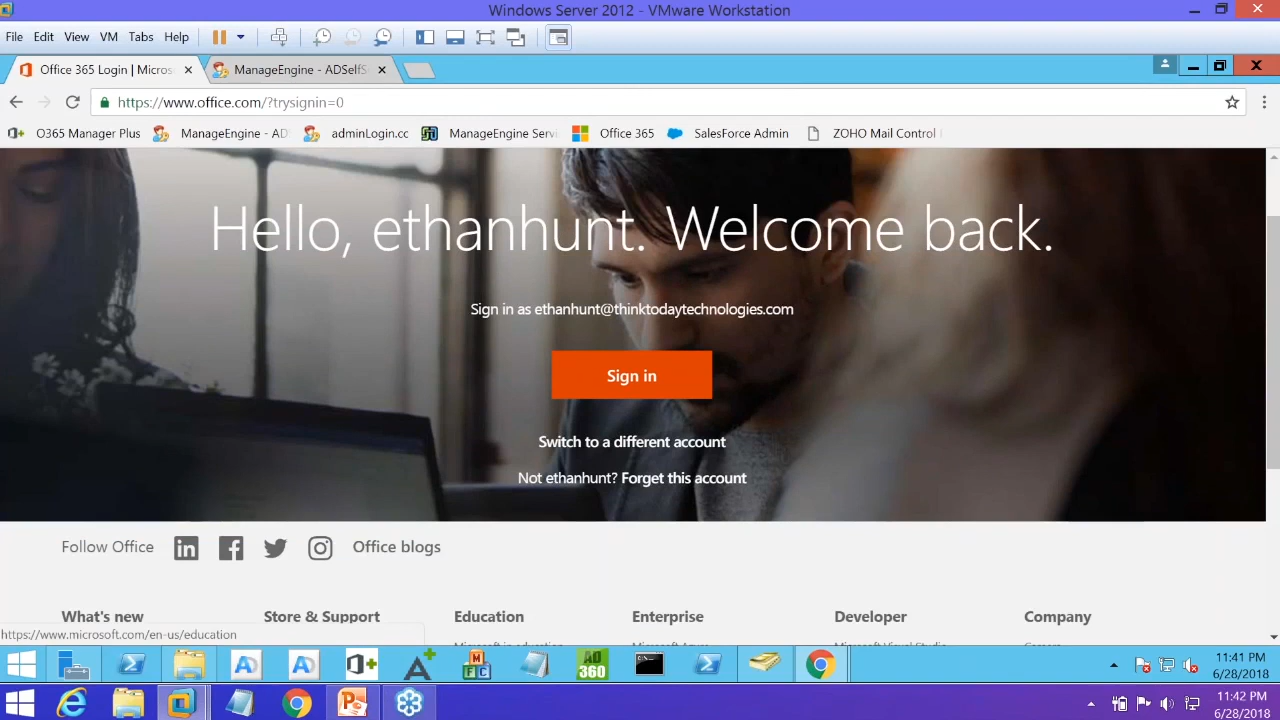 Windows Server 2012 - VMware Workstation
File Edit View VM Tabs Help
Office 365 Login | Micros
ManageEngine - ADSelfS
https://www.office.com/?trysignin=0
O365 Manager Plus
ManageEngine - AD
adminLogin.cc
ManageEngine Servi
Office 365
SalesForce Admin
ZOHO Mail Control
Hello, ethanhunt. Welcome back.
Sign in as ethanhunt@thinktodaytechnologies.com
Sign in
Switch to a different account
Not ethanhunt? Forget this account
Follow Office
Office blogs
What's new Store & Support Education Enterprise Developer Company
https://www.microsoft.com/en-us/education
AD
360
11:41 PM
6/28/2018
11:42 PM
6/28/2018